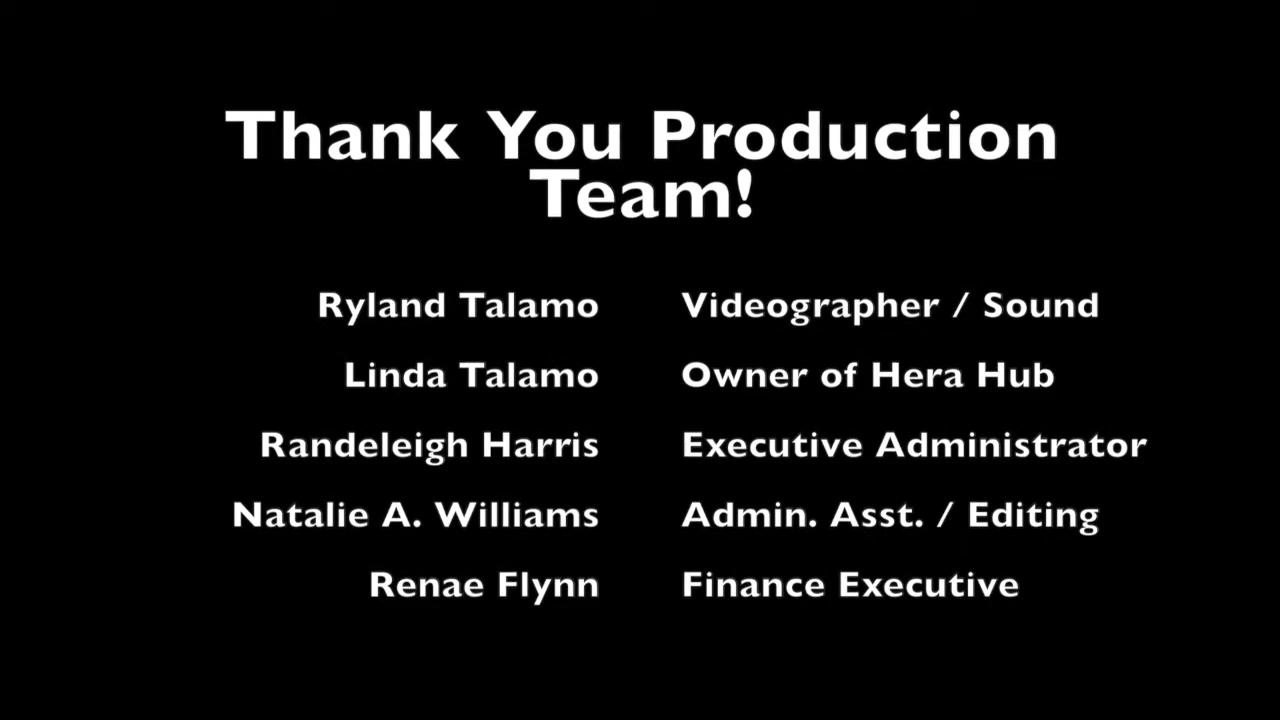 Thank You Production
Team!
Ryland Talamo Videographer / Sound
Linda Talamo Owner of Hera Hub
Randeleigh Harris Executive Administrator
Natalie A. Williams Admin. Asst. / Editing
Renae Flynn Finance Executive